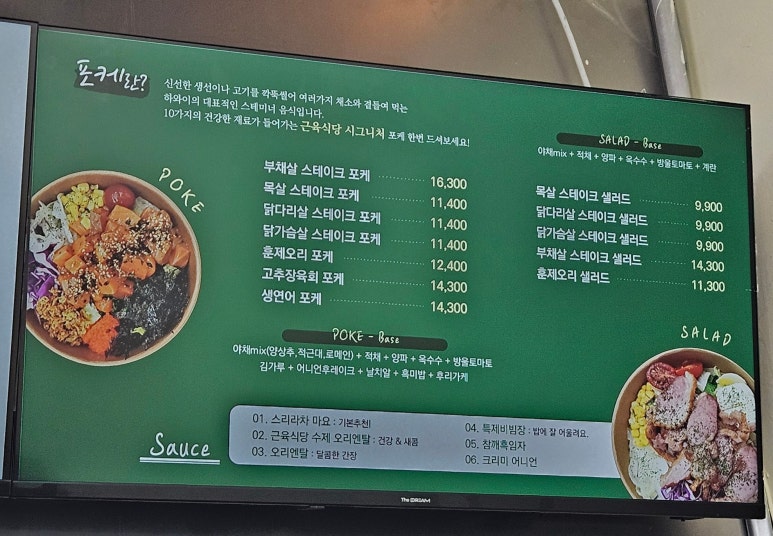 포케란?
신선한 생선이나 고기를 깍뚝썰어 여러가지 채소와 곁들여 먹는
하와이의 대표적인 스테미너 음식입니다.
10가지의 건강한 재료가 들어가는 근육식당 시그니처 포케 한번 드셔보세요!
POKE
부채살 스테이크 포케 16,300
목살 스테이크 포케 11,400
닭다리살 스테이크 포케 11,400
닭가슴살 스테이크 포케 11,400
훈제오리 포케 12,400
고추장육회 포케 14,300
생연어 포케 14,300
POKE - Base
야채mix(양상추,적근대,로메인) + 적채 + 양파 + 옥수수 + 방울토마토
김가루 + 어니언후레이크 + 날치알 + 흑미밥 + 후리가케
SALAD - Base
야채mix + 적채 + 양파 + 옥수수 + 방울토마토 + 계란
목살 스테이크 샐러드 9,900
닭다리살 스테이크 샐러드 9,900
닭가슴살 스테이크 샐러드 9,900
부채살 스테이크 샐러드 14,300
훈제오리 샐러드 11,300
SALAD
Sauce
01. 스리라차 마요 : 기본추천!
02. 근육식당 수제 오리엔탈 : 건강 & 새콤
03. 오리엔탈 : 달콤한 간장
04. 특제비빔장 : 밥에 잘 어울려요.
05. 참깨흑임자
06. 크리미 어니언
The DREAM